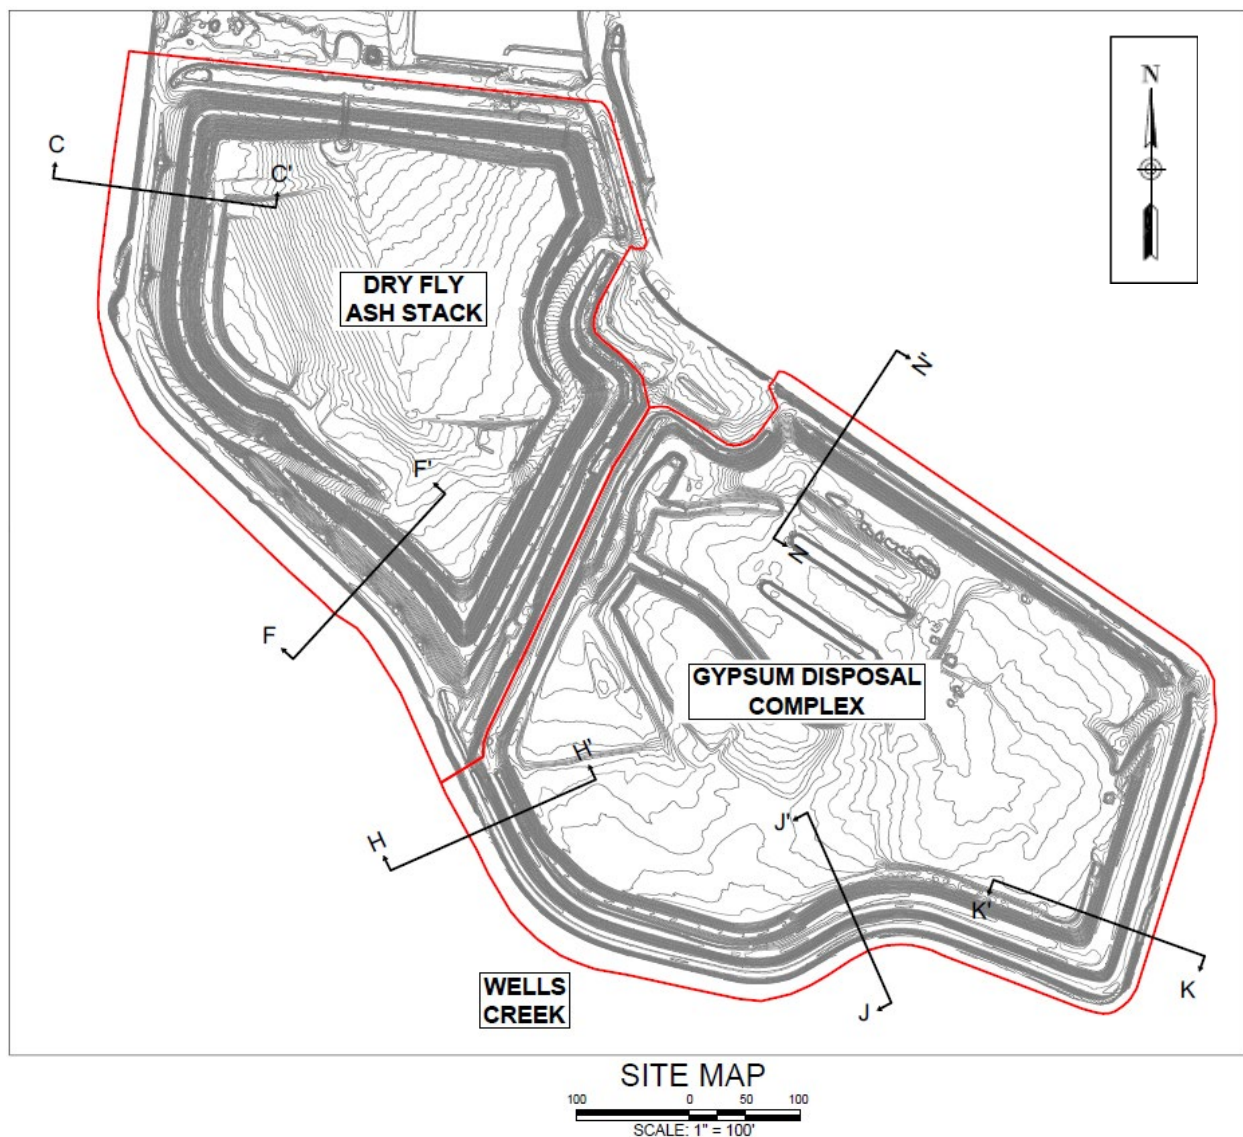 N
C
C'
DRY FLY
ASH STACK
N'
F'
N
F
GYPSUM DISPOSAL
COMPLEX
H'
H
J'
K'
K
J
WELLS
CREEK
SITE MAP
100 0 50 100
SCALE: 1" = 100'